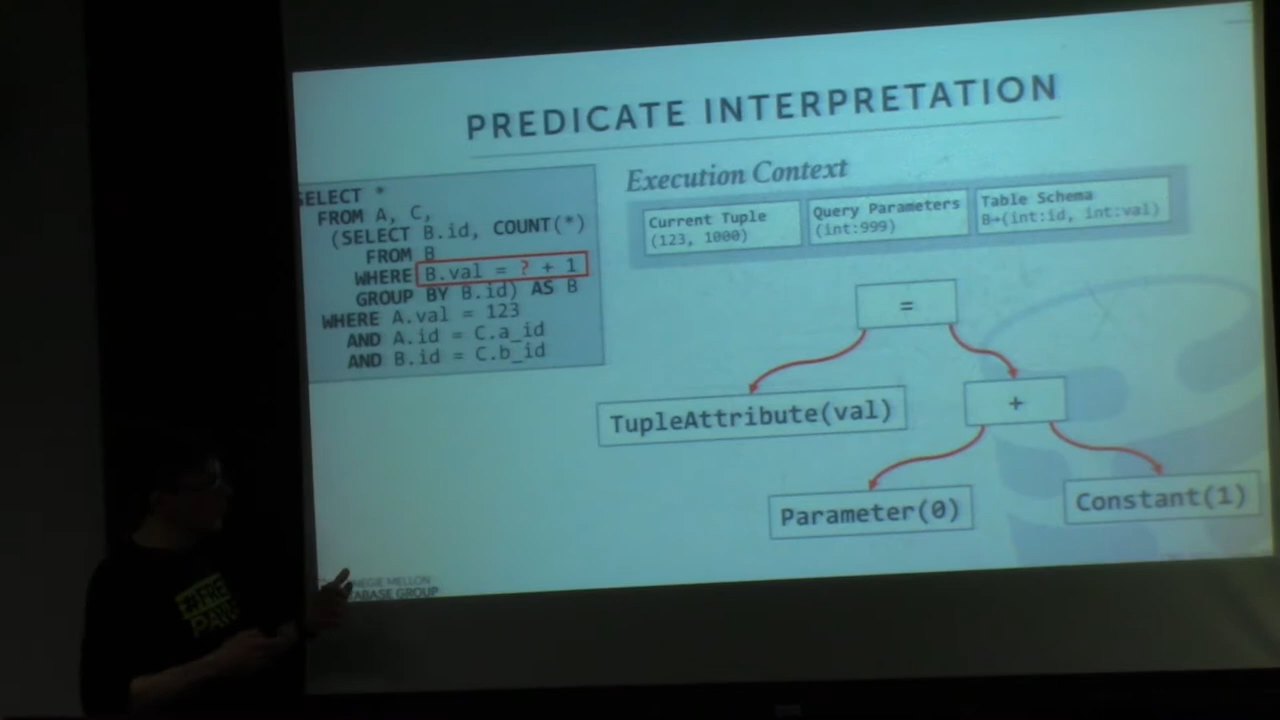 PREDICATE INTERPRETATION
SELECT *
FROM A, C,
(SELECT B.id, COUNT(*)
FROM B
WHERE B.val = ? + 1
GROUP BY B.id) AS B
WHERE A.val = 123
AND A.id = C.a_id
AND B.id = C.b_id
Execution Context
Current Tuple
(123, 1000)
Query Parameters
(int:999)
Table Schema
B→(int:id, int:val)
=
TupleAttribute(val)
+
Parameter(0)
Constant(1)
MELLON
GROUP